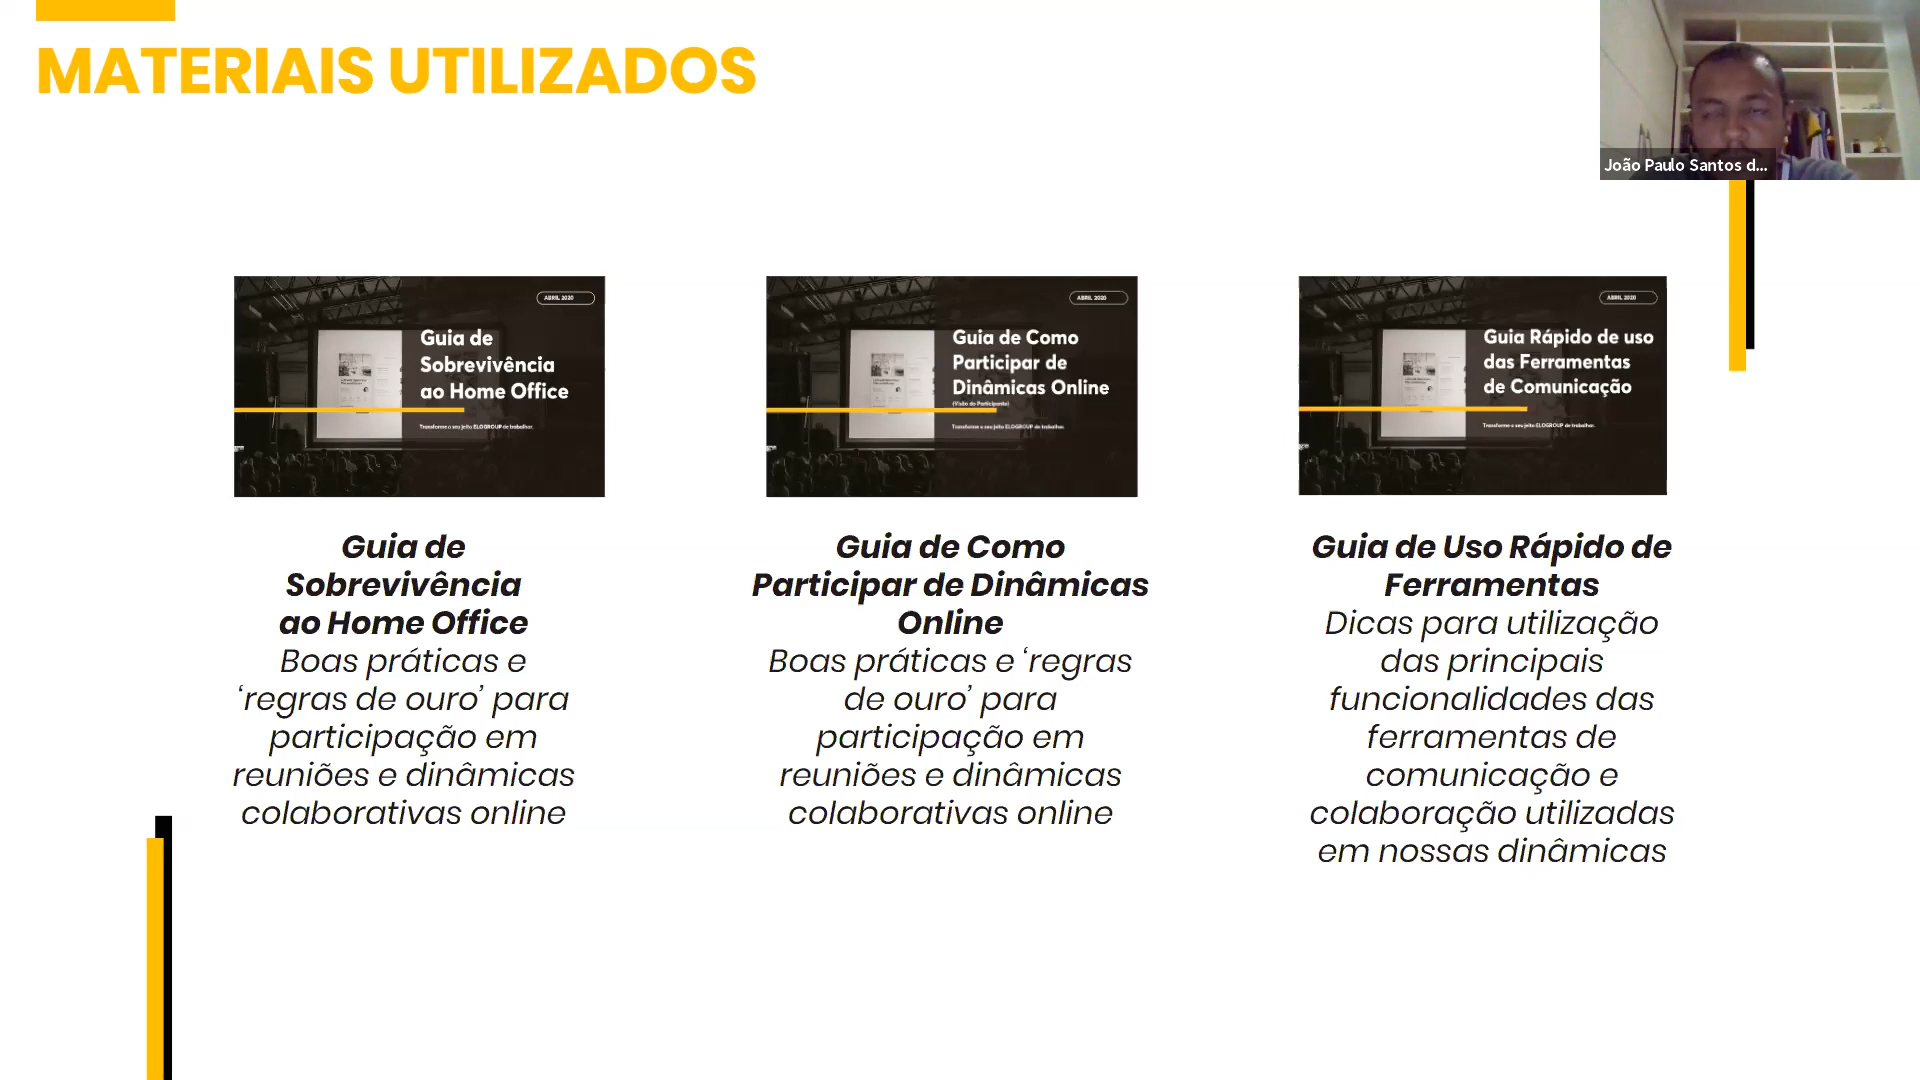 MATERIAIS UTILIZADOS
João Paulo Santos d...
ABRIL 2020
Guia de
Sobrevivência
ao Home Office
Transforme o seu jeito ELOGROUP de trabalhar.
ABRIL 2020
Guia de Como
Participar de
Dinâmicas Online
(Visão do Participante)
Transforme o seu jeito ELOGROUP de trabalhar.
ABRIL 2020
Guia Rápido de uso
das Ferramentas
de Comunicação
Transforme o seu jeito ELOGROUP de trabalhar.
Guia de
Sobrevivência
ao Home Office
Boas práticas e
‘regras de ouro’ para
participação em
reuniões e dinâmicas
colaborativas online
Guia de Como
Participar de Dinâmicas
Online
Boas práticas e ‘regras
de ouro’ para
participação em
reuniões e dinâmicas
colaborativas online
Guia de Uso Rápido de
Ferramentas
Dicas para utilização
das principais
funcionalidades das
ferramentas de
comunicação e
colaboração utilizadas
em nossas dinâmicas